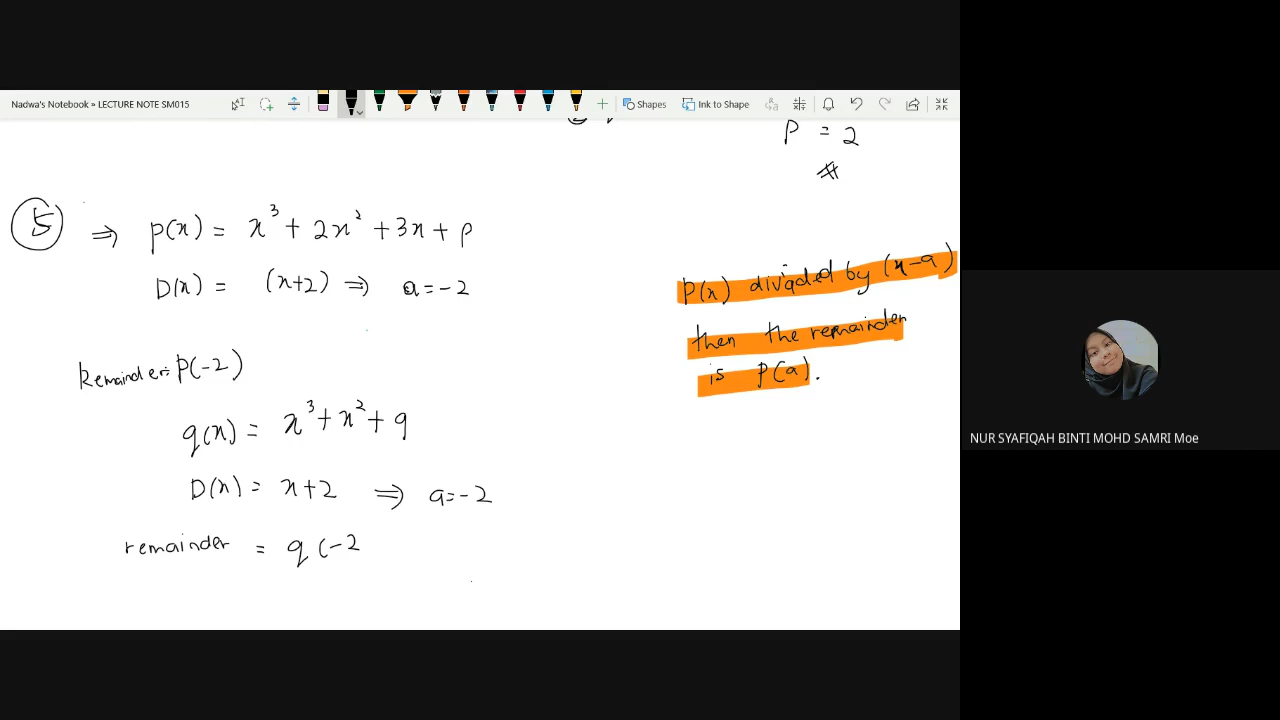 Nadwa's Notebook » LECTURE NOTE SM015
Shapes
Ink to Shape
P = 2
#
5 ⇒ p(x) = x³ + 2x² + 3x + p
D(x) = (x+2) ⇒ a = -2
P(x) divided by (x-a)
then the remainder
is P(a).
Remainder = P(-2)
q(x) = x³ + x² + 9
D(x) = x+2 ⇒ a = -2
remainder = q(-2
NUR SYAFIQAH BINTI MOHD SAMRI Moe